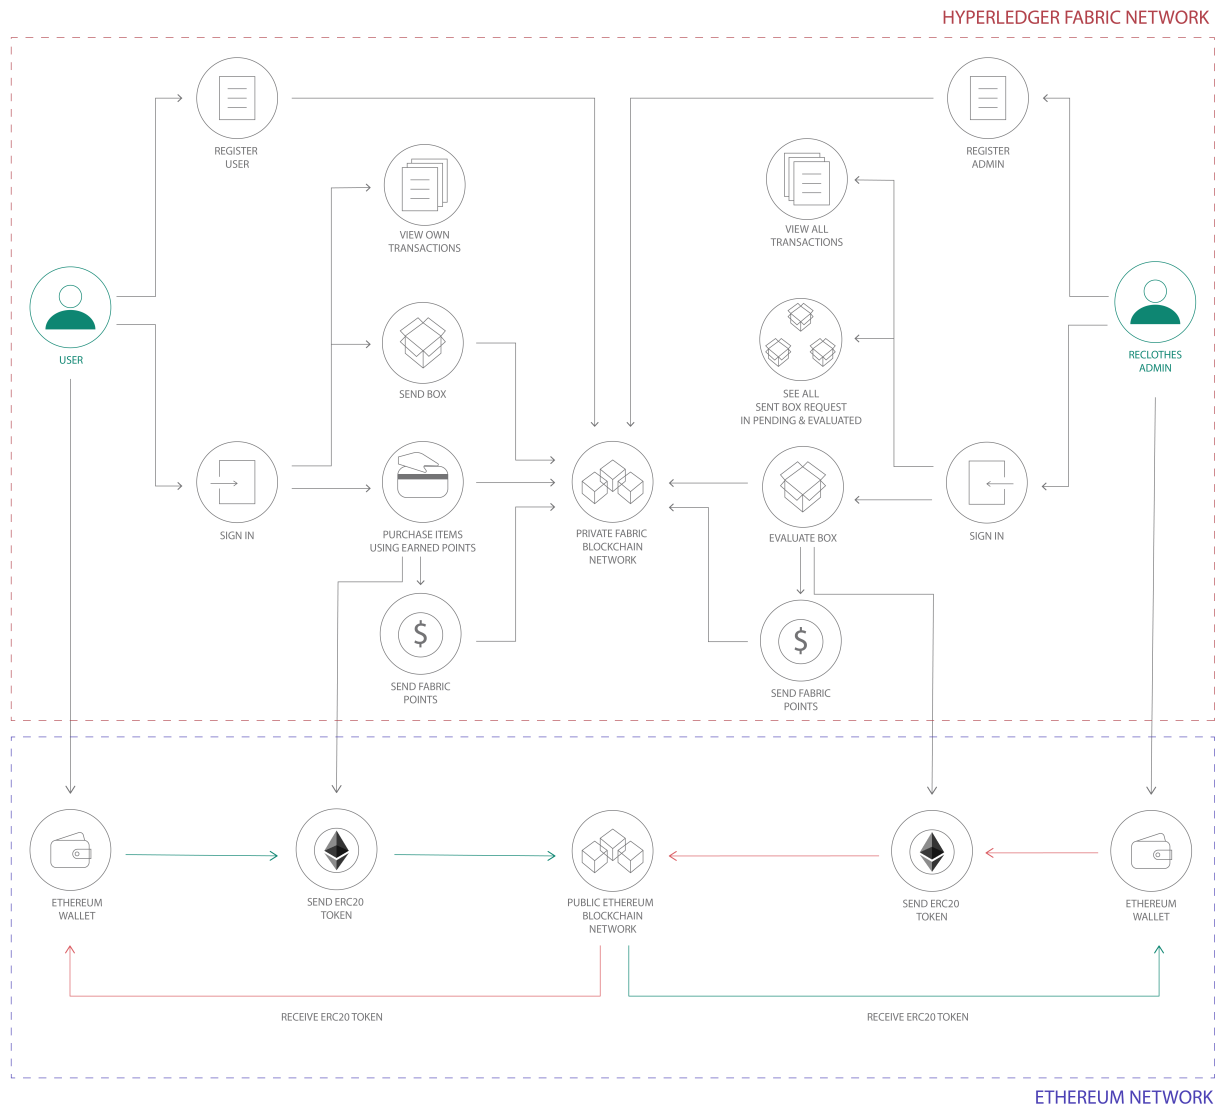 HYPERLEDGER FABRIC NETWORK
REGISTER
USER
REGISTER
ADMIN
VIEW OWN
TRANSACTIONS
VIEW ALL
TRANSACTIONS
USER
RECLOTHES
ADMIN
SEND BOX
SEE ALL
SENT BOX REQUEST
IN PENDING & EVALUATED
SIGN IN
PURCHASE ITEMS
USING EARNED POINTS
PRIVATE FABRIC
BLOCKCHAIN
NETWORK
EVALUATE BOX
SIGN IN
$
SEND FABRIC
POINTS
$
SEND FABRIC
POINTS
ETHEREUM
WALLET
SEND ERC20
TOKEN
PUBLIC ETHEREUM
BLOCKCHAIN
NETWORK
SEND ERC20
TOKEN
ETHEREUM
WALLET
RECEIVE ERC20 TOKEN
RECEIVE ERC20 TOKEN
ETHEREUM NETWORK